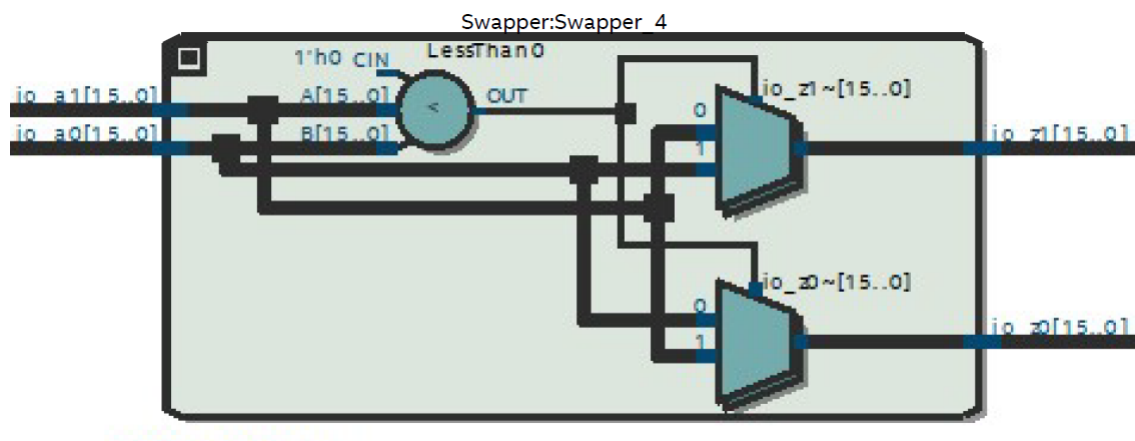 Swapper:Swapper_4
1'h0 CIN
LessThan0
io_a1[15..0]
A[15..0]
<
OUT
io_a0[15..0]
B[15..0]
0
1
io_z1~[15..0]
io_z1[15..0]
0
1
io_z0~[15..0]
io_z0[15..0]